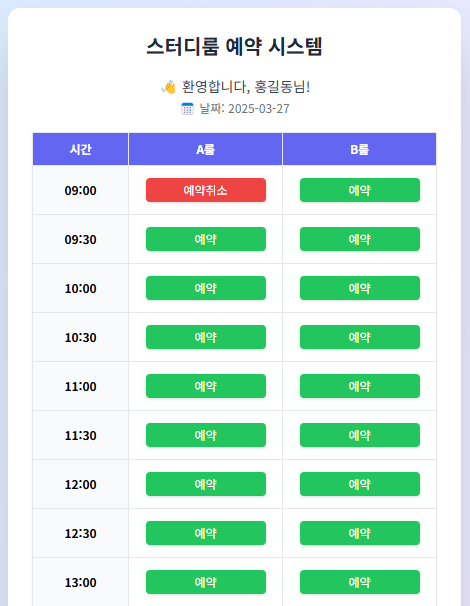 스터디룸 예약 시스템
👋 환영합니다, 홍길동님!
📅 날짜: 2025-03-27
시간 A룸 B룸
09:00 예약취소 예약
09:30 예약 예약
10:00 예약 예약
10:30 예약 예약
11:00 예약 예약
11:30 예약 예약
12:00 예약 예약
12:30 예약 예약
13:00 예약 예약